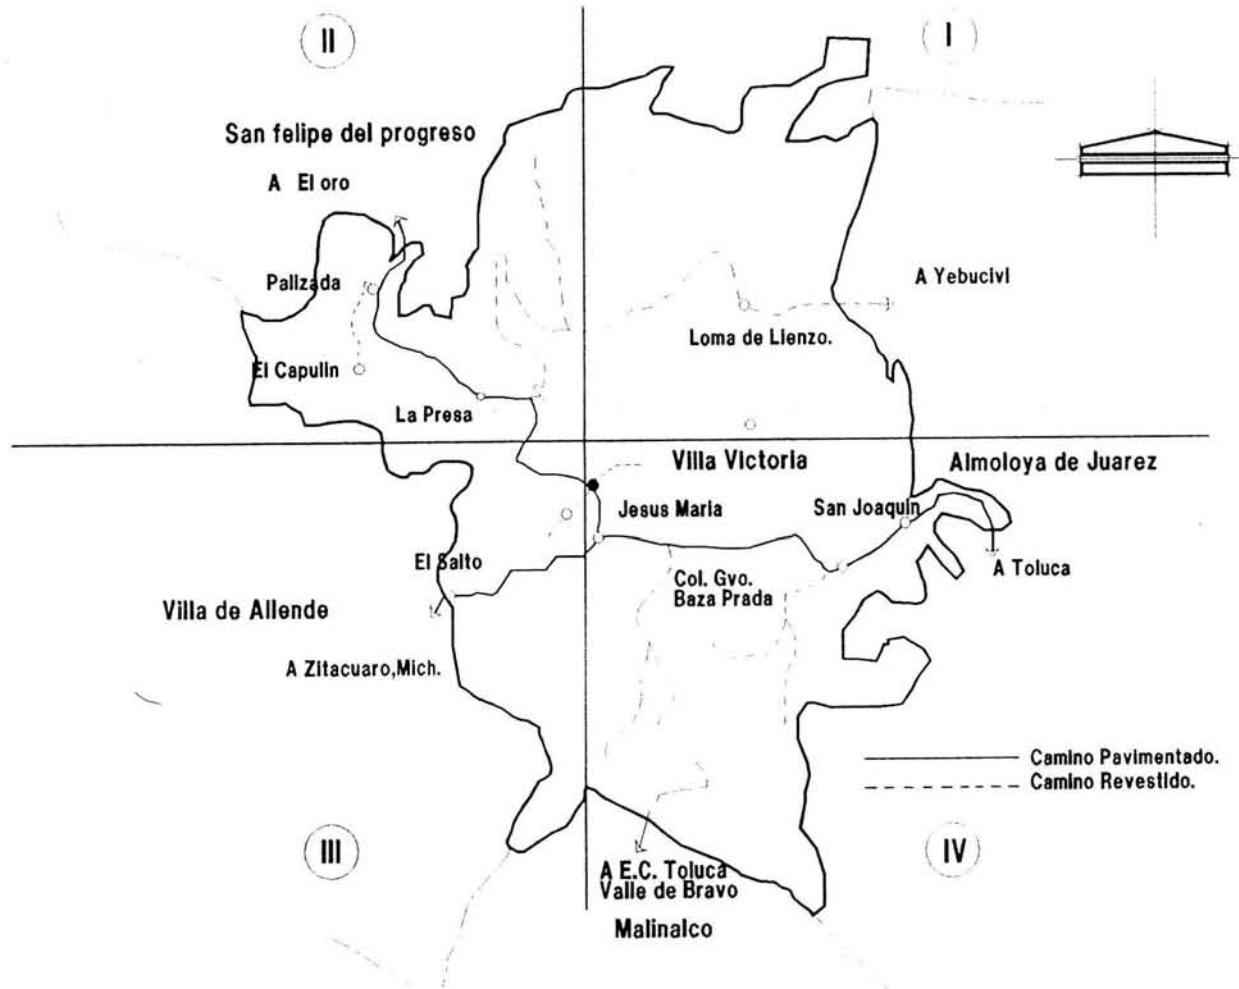 II
I
San felipe del progreso
A El oro
A Yebucivi
Palizada
Loma de Lienzo.
El Capulin
La Presa
Villa Victoria
Almoloya de Juarez
Jesus Maria
San Joaquin
El Salto
Col. Gvo.
Baza Prada
A Toluca
Villa de Allende
A Zitacuaro,Mich.
Camino Pavimentado.
Camino Revestido.
III
IV
A E.C. Toluca
Valle de Bravo
Malinalco